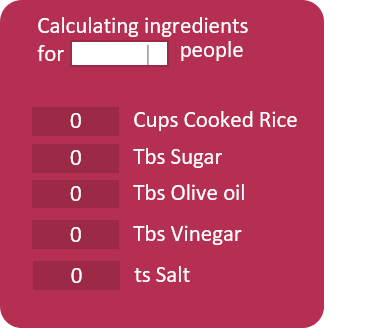 Calculating ingredients
for people
0 Cups Cooked Rice
0 Tbs Sugar
0 Tbs Olive oil
0 Tbs Vinegar
0 ts Salt